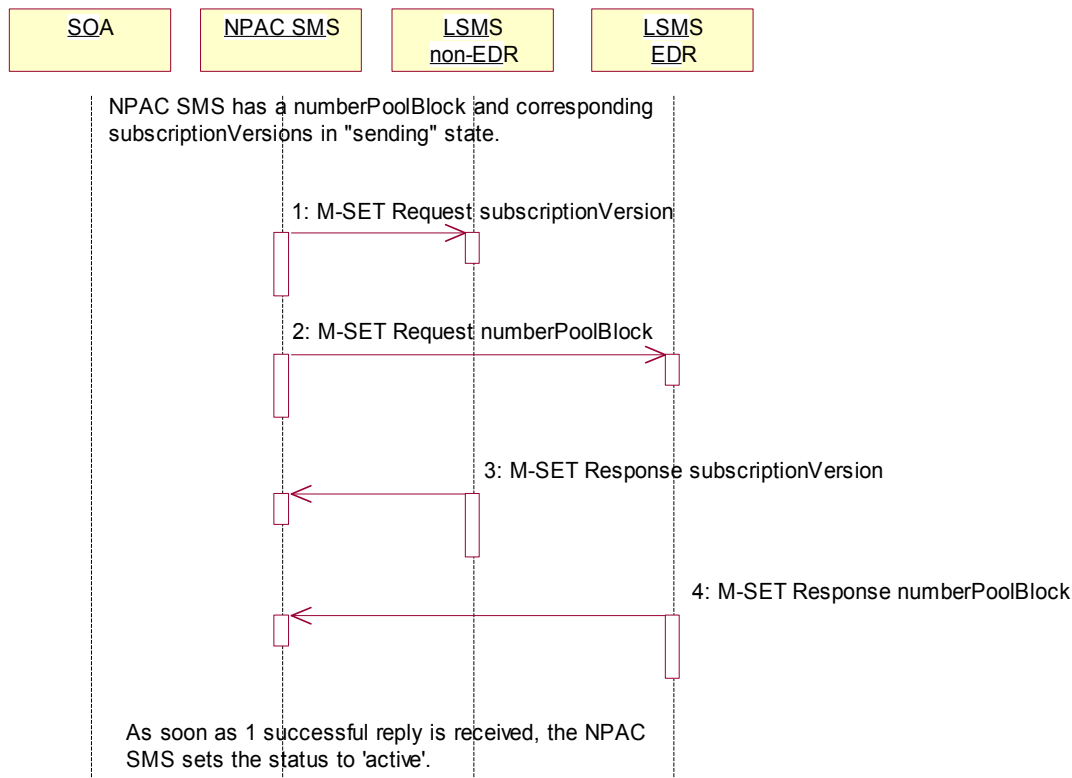 SOA
NPAC SMS
LSMS
non-EDR
LSMS
EDR
NPAC SMS has a numberPoolBlock and corresponding
subscriptionVersions in "sending" state.
1: M-SET Request subscriptionVersion
2: M-SET Request numberPoolBlock
3: M-SET Response subscriptionVersion
4: M-SET Response numberPoolBlock
As soon as 1 successful reply is received, the NPAC
SMS sets the status to 'active'.